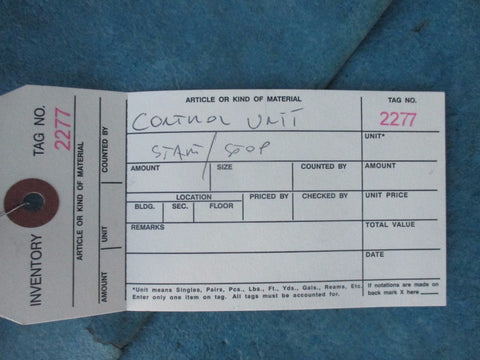 INVENTORY TAG NO. 2277
ARTICLE OR KIND OF MATERIAL
AMOUNT UNIT COUNTED BY
ARTICLE OR KIND OF MATERIAL TAG NO.
CONTROL UNIT 2277
START / STOP UNIT*
AMOUNT SIZE COUNTED BY AMOUNT
LOCATION PRICED BY CHECKED BY UNIT PRICE
BLDG. SEC. FLOOR
REMARKS TOTAL VALUE
DATE
*Unit means Singles, Pairs, Pcs., Lbs., Ft., Yds., Gals., Reams, Etc. If notations are made on
Enter only one item on tag. All tags must be accounted for. back mark X here